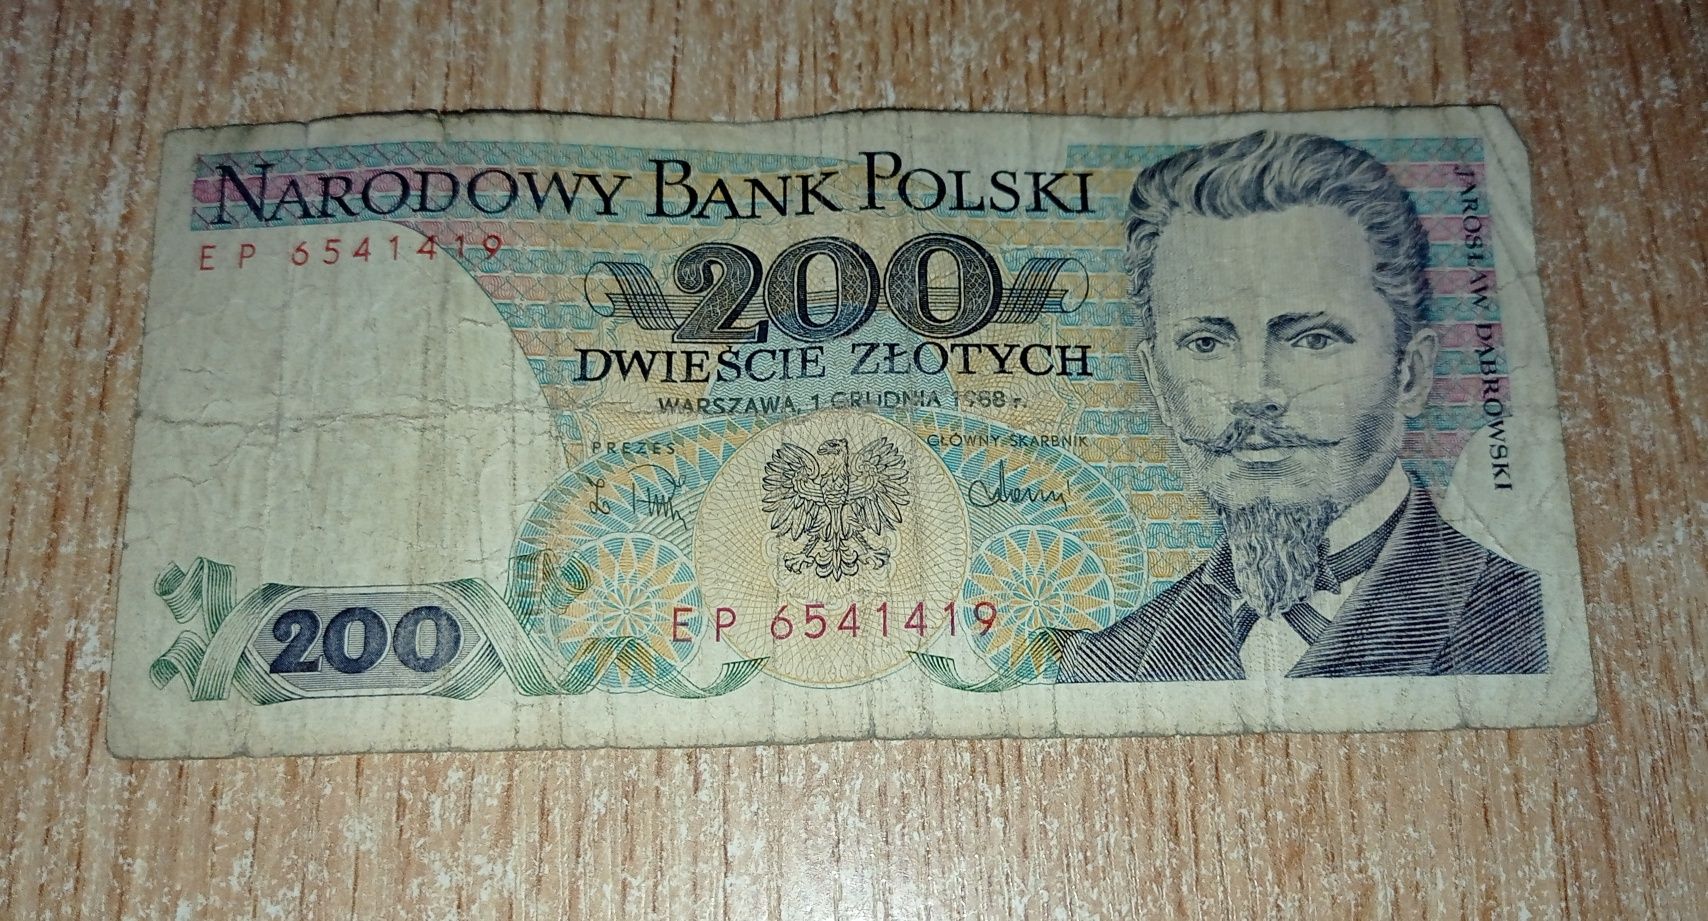 NARODOWY BANK POLSKI
EP 6541419
200
DWIEŚCIE ZŁOTYCH
WARSZAWA, 1 GRUDNIA 1988 r.
PREZES
GŁÓWNY SKARBNIK
EP 6541419
200
JAROSŁAW DĄBROWSKI